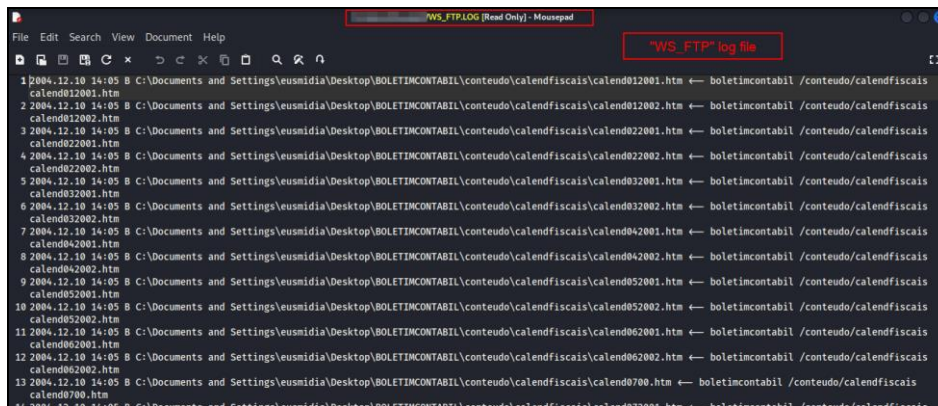 WS_FTP.LOG [Read Only] - Mousepad
File Edit Search View Document Help
"WS_FTP" log file
1 2004.12.10 14:05 B C:\Documents and Settings\eusmidia\Desktop\BOLETIMCONTABIL\conteudo\calendfiscais\calend012001.htm ⟵ boletimcontabil /conteudo/calendfiscais
calend012001.htm
2 2004.12.10 14:05 B C:\Documents and Settings\eusmidia\Desktop\BOLETIMCONTABIL\conteudo\calendfiscais\calend012002.htm ⟵ boletimcontabil /conteudo/calendfiscais
calend012002.htm
3 2004.12.10 14:05 B C:\Documents and Settings\eusmidia\Desktop\BOLETIMCONTABIL\conteudo\calendfiscais\calend022001.htm ⟵ boletimcontabil /conteudo/calendfiscais
calend022001.htm
4 2004.12.10 14:05 B C:\Documents and Settings\eusmidia\Desktop\BOLETIMCONTABIL\conteudo\calendfiscais\calend022002.htm ⟵ boletimcontabil /conteudo/calendfiscais
calend022002.htm
5 2004.12.10 14:05 B C:\Documents and Settings\eusmidia\Desktop\BOLETIMCONTABIL\conteudo\calendfiscais\calend032001.htm ⟵ boletimcontabil /conteudo/calendfiscais
calend032001.htm
6 2004.12.10 14:05 B C:\Documents and Settings\eusmidia\Desktop\BOLETIMCONTABIL\conteudo\calendfiscais\calend032002.htm ⟵ boletimcontabil /conteudo/calendfiscais
calend032002.htm
7 2004.12.10 14:05 B C:\Documents and Settings\eusmidia\Desktop\BOLETIMCONTABIL\conteudo\calendfiscais\calend042001.htm ⟵ boletimcontabil /conteudo/calendfiscais
calend042001.htm
8 2004.12.10 14:05 B C:\Documents and Settings\eusmidia\Desktop\BOLETIMCONTABIL\conteudo\calendfiscais\calend042002.htm ⟵ boletimcontabil /conteudo/calendfiscais
calend042002.htm
9 2004.12.10 14:05 B C:\Documents and Settings\eusmidia\Desktop\BOLETIMCONTABIL\conteudo\calendfiscais\calend052001.htm ⟵ boletimcontabil /conteudo/calendfiscais
calend052001.htm
10 2004.12.10 14:05 B C:\Documents and Settings\eusmidia\Desktop\BOLETIMCONTABIL\conteudo\calendfiscais\calend052002.htm ⟵ boletimcontabil /conteudo/calendfiscais
calend052002.htm
11 2004.12.10 14:05 B C:\Documents and Settings\eusmidia\Desktop\BOLETIMCONTABIL\conteudo\calendfiscais\calend062001.htm ⟵ boletimcontabil /conteudo/calendfiscais
calend062001.htm
12 2004.12.10 14:05 B C:\Documents and Settings\eusmidia\Desktop\BOLETIMCONTABIL\conteudo\calendfiscais\calend062002.htm ⟵ boletimcontabil /conteudo/calendfiscais
calend062002.htm
13 2004.12.10 14:05 B C:\Documents and Settings\eusmidia\Desktop\BOLETIMCONTABIL\conteudo\calendfiscais\calend0700.htm ⟵ boletimcontabil /conteudo/calendfiscais
calend0700.htm